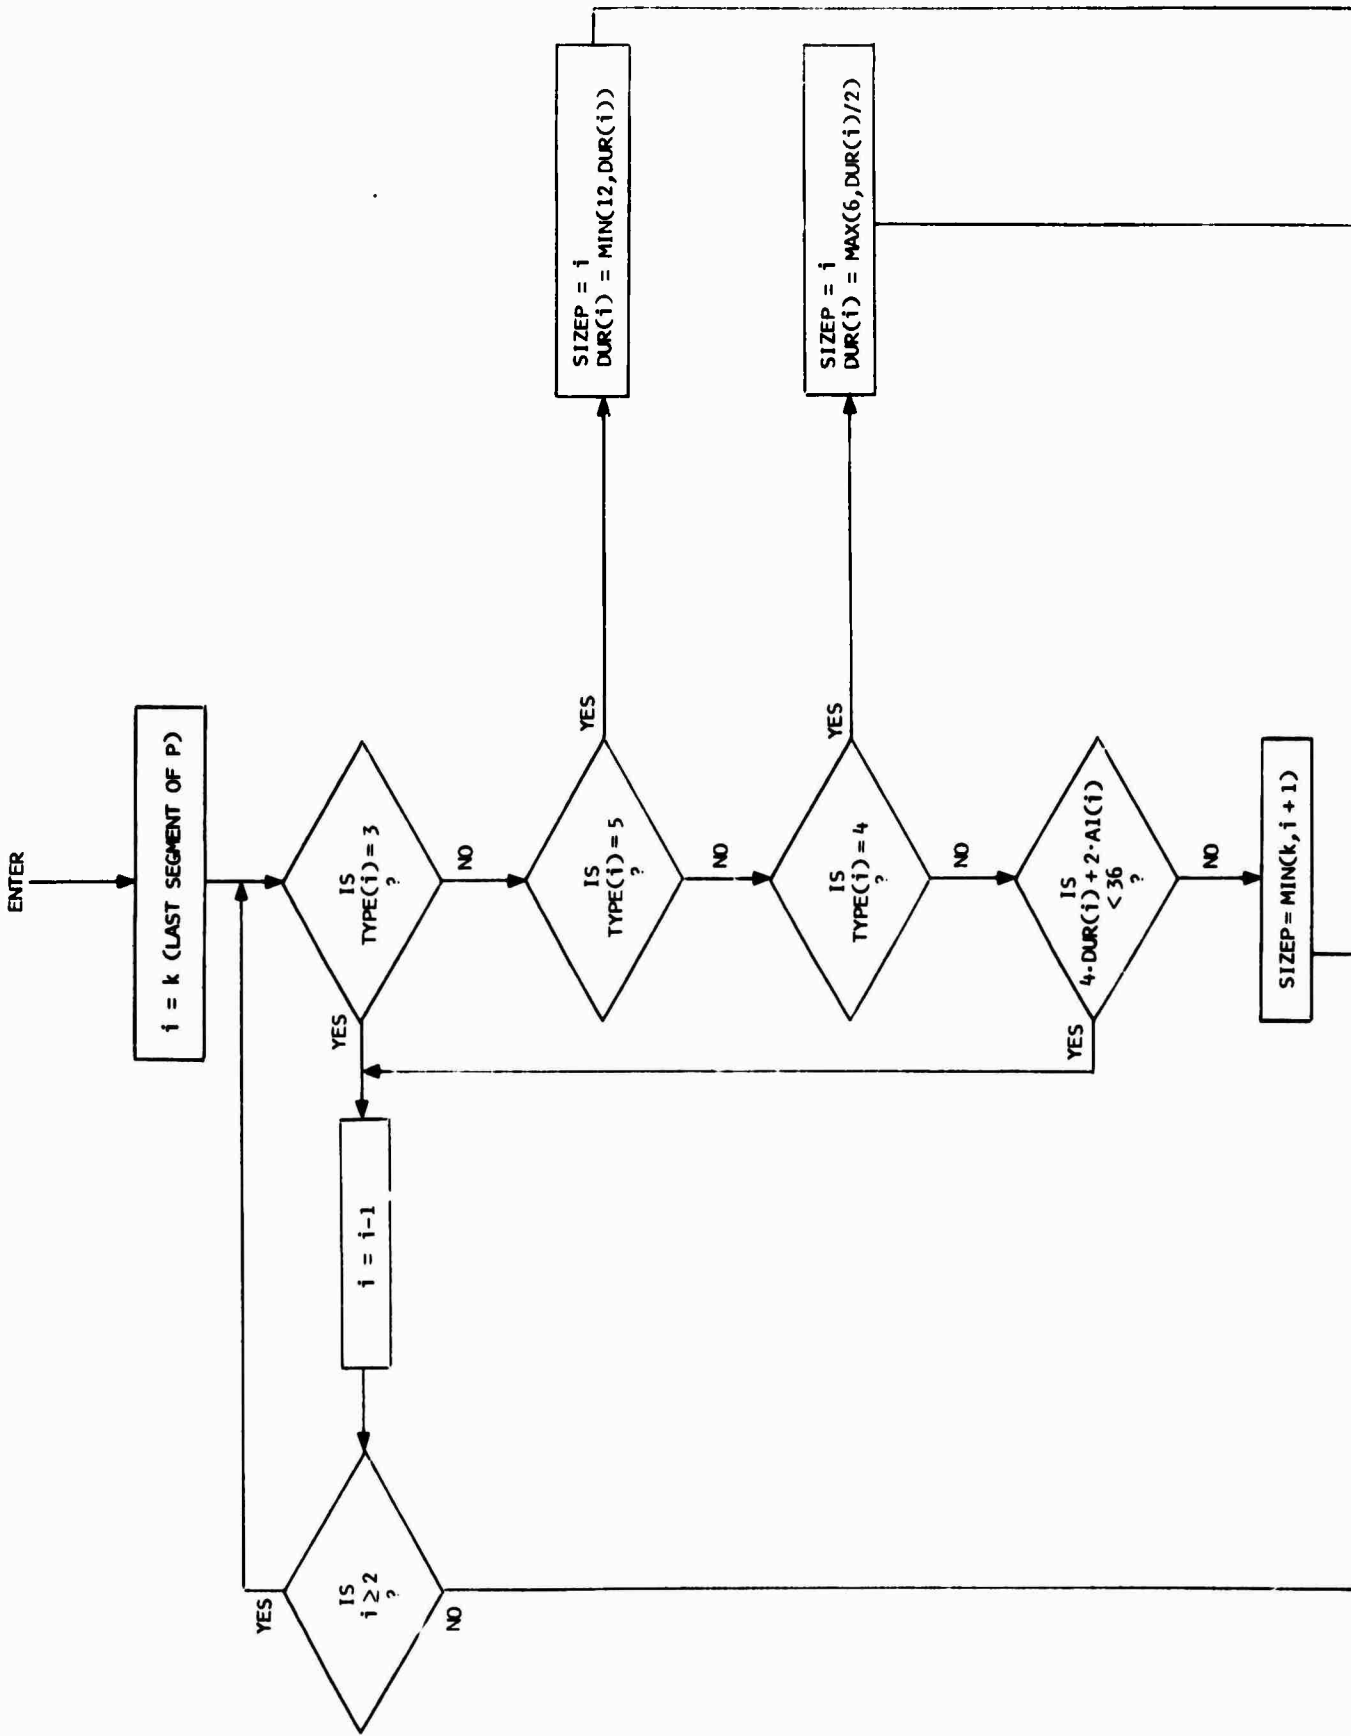 ENTER
i = k (LAST SEGMENT OF P)
IS
TYPE(i) = 3
?
YES
NO
i = i-1
IS
i ≥ 2
?
YES
NO
IS
TYPE(i) = 5
?
YES
NO
SIZEP = i
DUR(i) = MIN(12,DUR(i))
IS
TYPE(i) = 4
?
YES
NO
SIZEP = i
DUR(i) = MAX(6,DUR(i)/2)
IS
4·DUR(i)+2·A1(i)
<36
?
YES
NO
SIZEP=MIN(k,i+1)